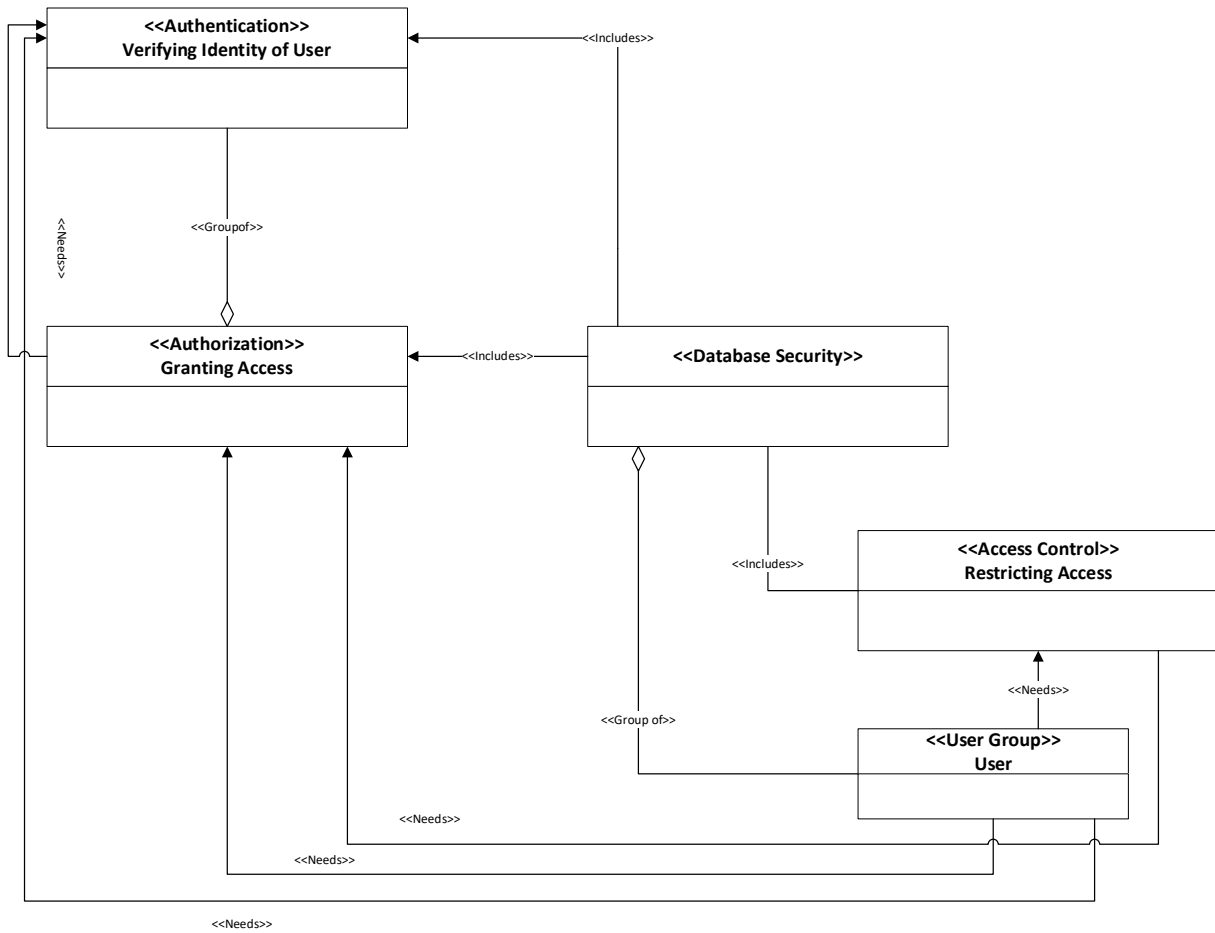 <<Authentication>>
Verifying Identity of User
<<Includes>>
<<Needs>>
<<Groupof>>
<<Authorization>>
Granting Access
<<Includes>>
<<Database Security>>
<<Includes>>
<<Access Control>>
Restricting Access
<<Needs>>
<<Group of>>
<<User Group>>
User
<<Needs>>
<<Needs>>
<<Needs>>